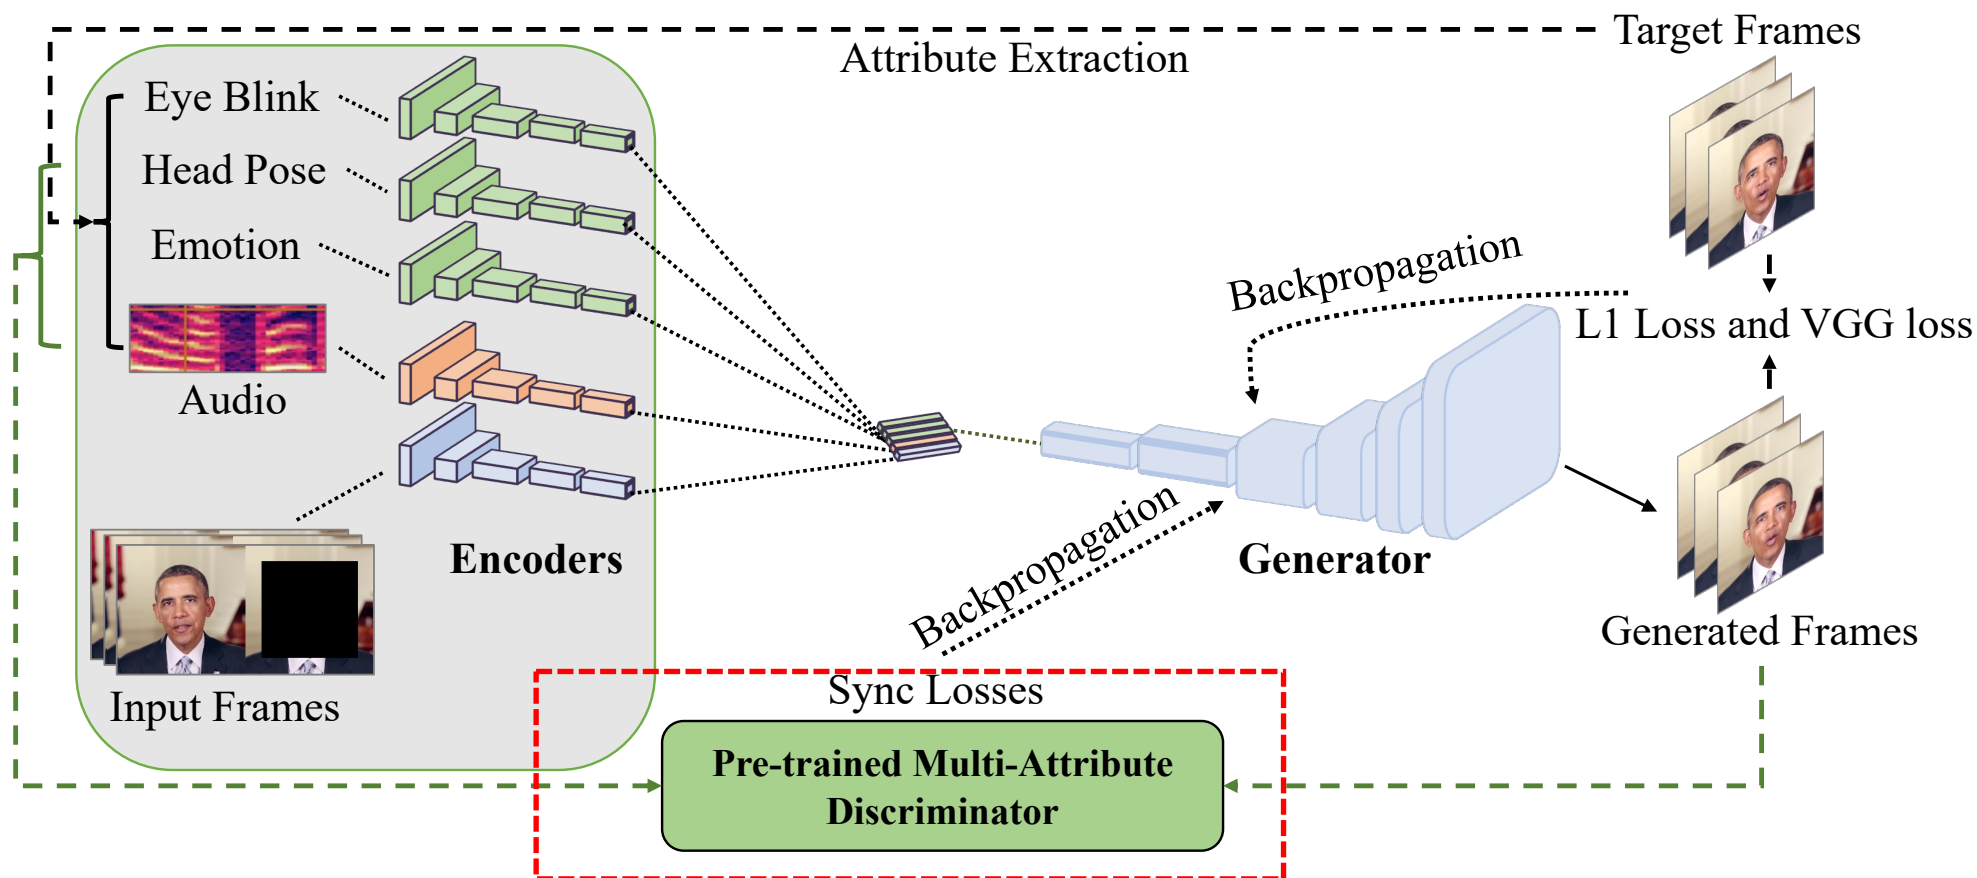 Target Frames
Attribute Extraction
Eye Blink
Head Pose
Emotion
Audio
Input Frames
Encoders
Backpropagation
L1 Loss and VGG loss
Backpropagation
Generator
Generated Frames
Sync Losses
Pre-trained Multi-Attribute
Discriminator